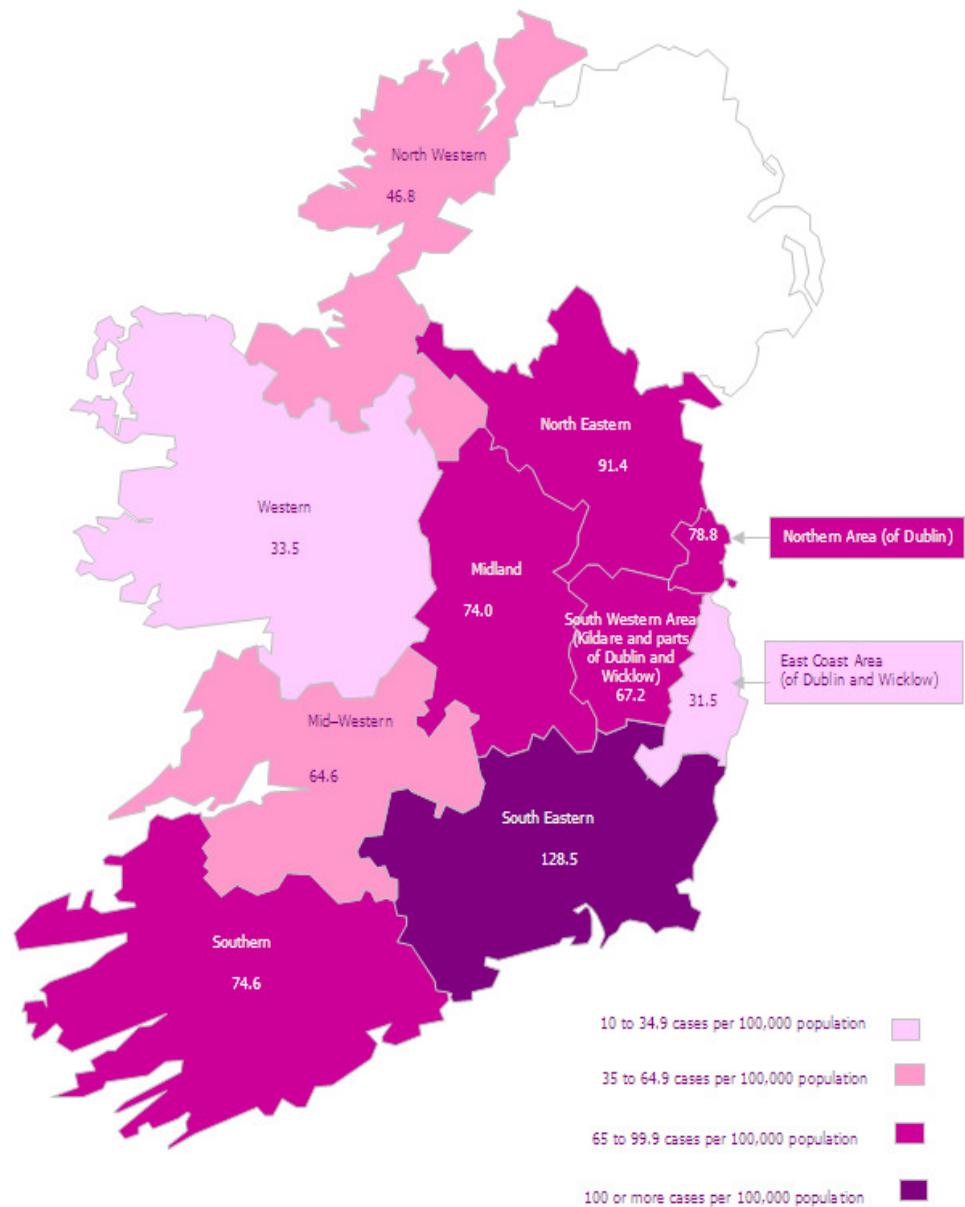 North Western
46.8
North Eastern
91.4
Western
33.5
78.8
Northern Area (of Dublin)
Midland
74.0
South Western Area
(Kildare and parts
of Dublin and
Wicklow)
67.2
East Coast Area
(of Dublin and Wicklow)
31.5
Mid–Western
64.6
South Eastern
128.5
Southern
74.6
10 to 34.9 cases per 100,000 population
35 to 64.9 cases per 100,000 population
65 to 99.9 cases per 100,000 population
100 or more cases per 100,000 population